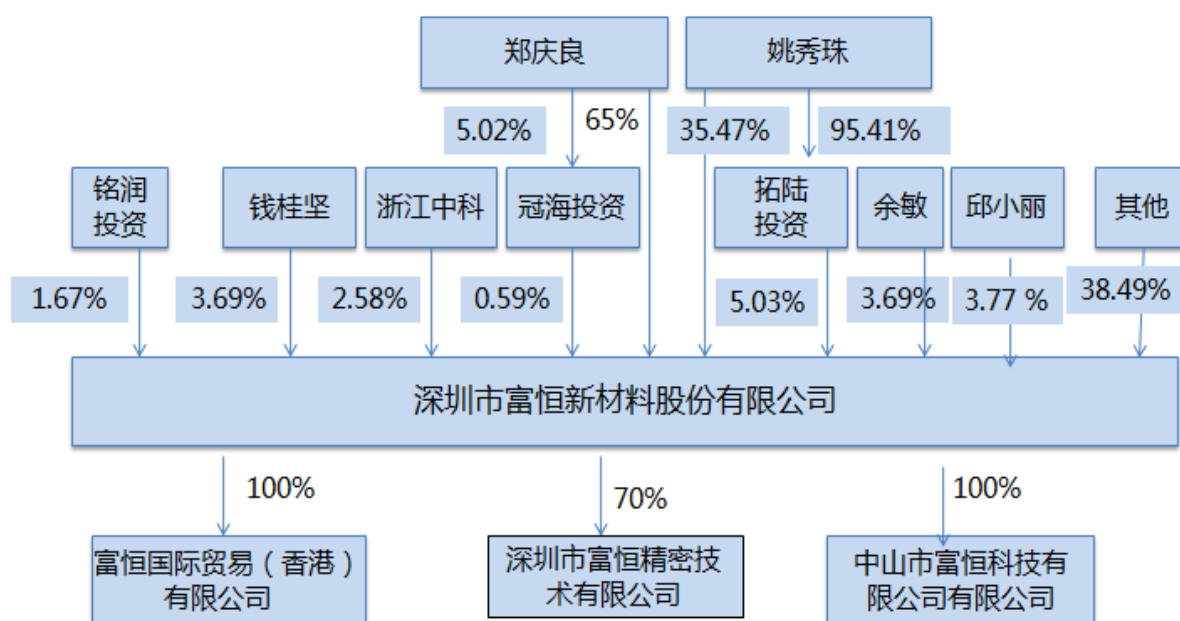 郑庆良
姚秀珠
5.02%
65%
35.47%
95.41%
铭润
投资
钱桂坚
浙江中科
冠海投资
拓陆
投资
余敏
邱小丽
其他
1.67%
3.69%
2.58%
0.59%
5.03%
3.69%
3.77 %
38.49%
深圳市富恒新材料股份有限公司
100%
70%
100%
富恒国际贸易（香港）
有限公司
深圳市富恒精密技
术有限公司
中山市富恒科技有
限公司有限公司